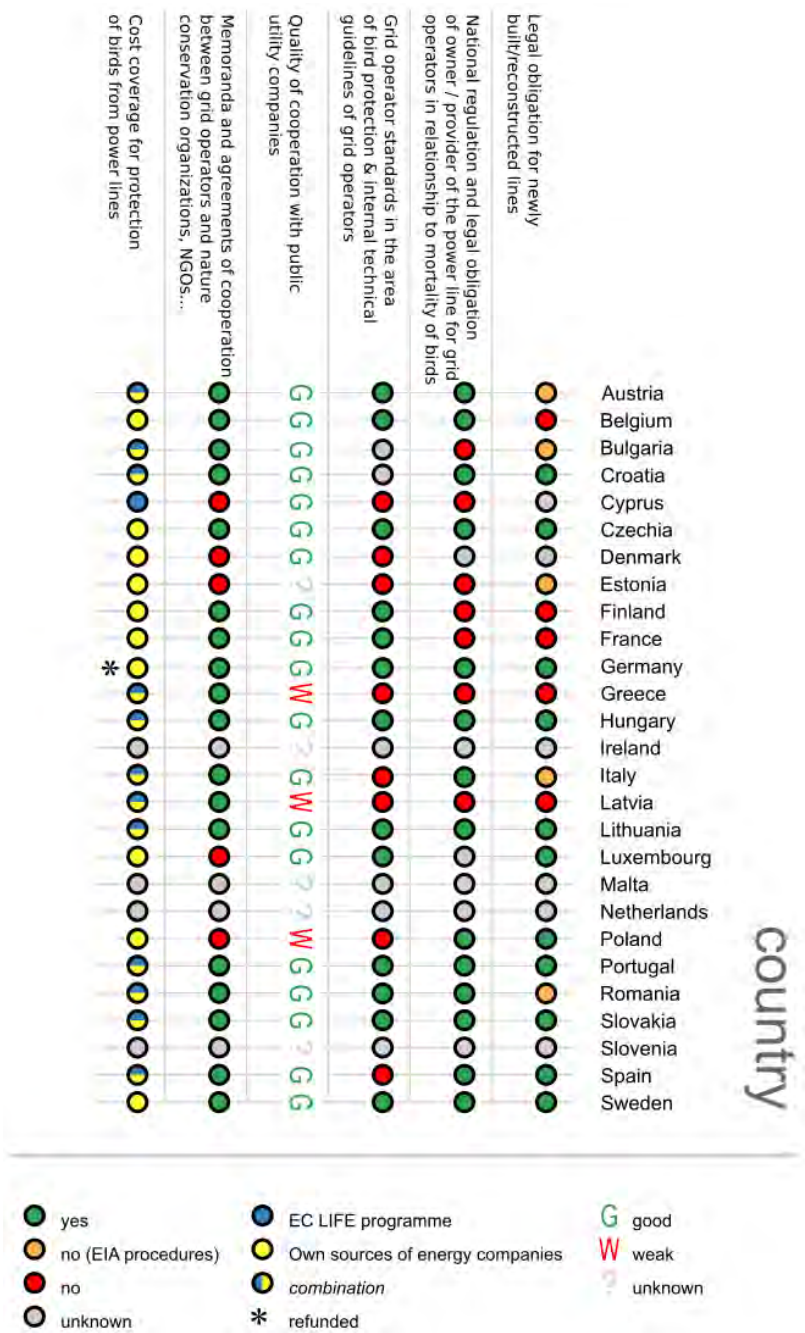 Legal obligation for newly
built/reconstructed lines
National regulation and legal obligation
of owner / provider of the power line for grid
operators in relationship to mortality of birds
Grid operator standards in the area
of bird protection & internal technical
guidelines of grid operators
Quality of cooperation with public
utility companies
Memoranda and agreements of cooperation
between grid operators and nature
conservation organizations, NGOs...
Cost coverage for protection
of birds from power lines
country
G Austria
G Belgium
G Bulgaria
G Croatia
G Cyprus
G Czechia
G Denmark
? Estonia
G Finland
G France
* G Germany
W Greece
G Hungary
? Ireland
G Italy
W Latvia
G Lithuania
G Luxembourg
? Malta
? Netherlands
W Poland
G Portugal
G Romania
G Slovakia
? Slovenia
G Spain
G Sweden
yes
no (EIA procedures)
no
unknown
EC LIFE programme
Own sources of energy companies
combination
* refunded
G good
W weak
? unknown